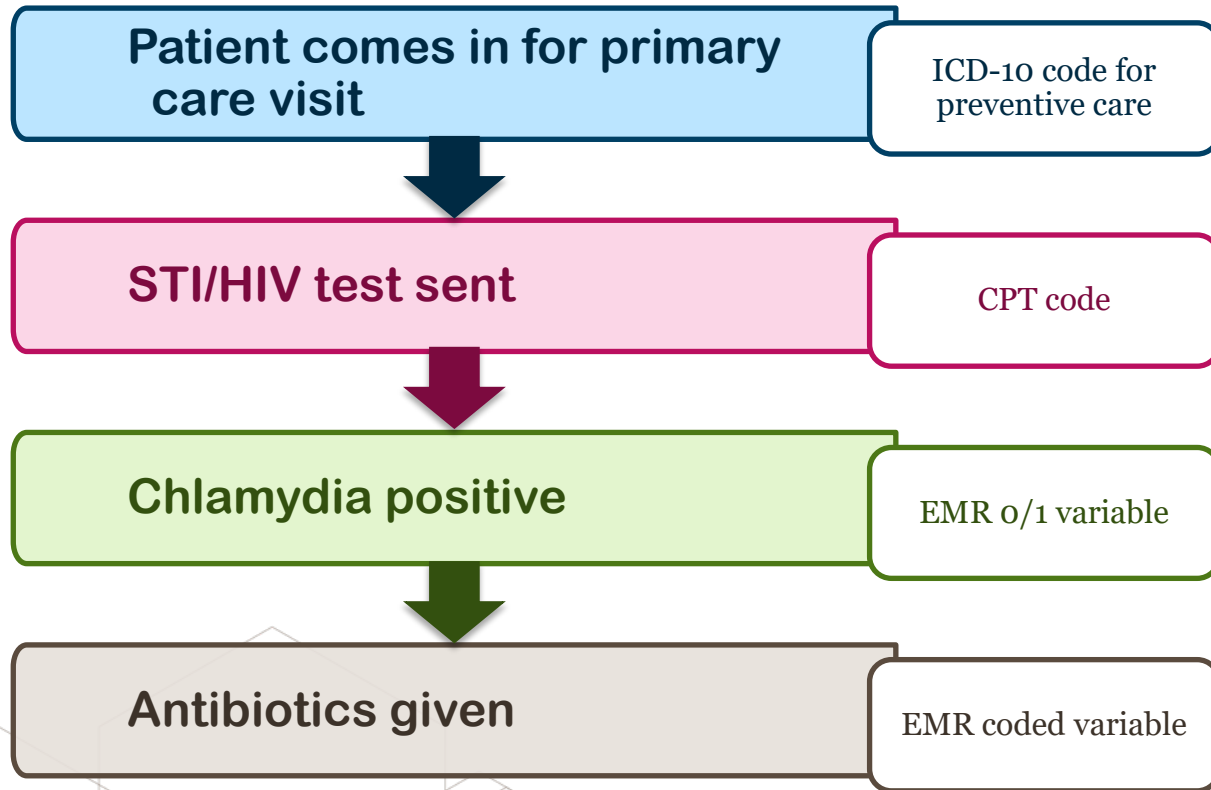 Patient comes in for primary
care visit
ICD-10 code for
preventive care
STI/HIV test sent
CPT code
Chlamydia positive
EMR 0/1 variable
Antibiotics given
EMR coded variable